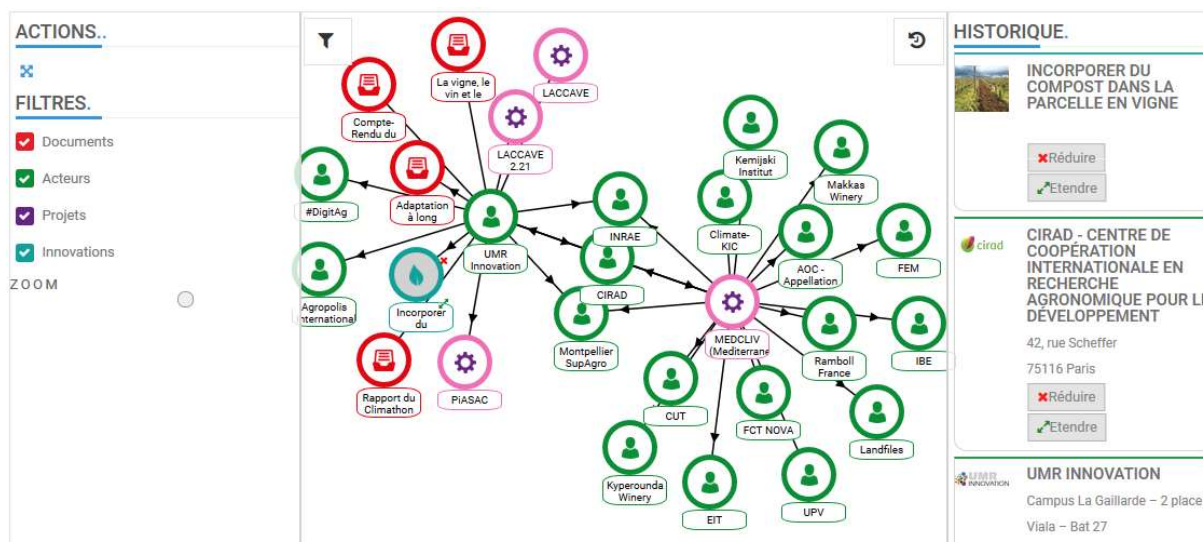 ACTIONS..
FILTRES.
Documents
Acteurs
Projets
Innovations
ZOOM
La vigne, le
vin et le
LACCAVE
Compte-
Rendu du
LACCAVE
2.21
Kemijski
Institut
Makkas
Winery
#DigitAg
Adaptation
à long
UMR
Innovation
INRAE
Climate-
KIC
AOC -
Appellation
FEM
Agropolis
International
Incorporer
du
CIRAD
Montpellier
SupAgro
MEDCLIV
(Mediterrane
Ramboll
France
IBE
Rapport du
Climathon
PiASAC
CUT
FCT NOVA
Landfiles
Kyperounda
Winery
EIT
UPV
HISTORIQUE.
INCORPORER DU
COMPOST DANS LA
PARCELLE EN VIGNE
Réduire
Etendre
cirad
CIRAD - CENTRE DE
COOPÉRATION
INTERNATIONALE EN
RECHERCHE
AGRONOMIQUE POUR LE
DÉVELOPPEMENT
42, rue Scheffer
75116 Paris
Réduire
Etendre
UMR
INNOVATION
UMR INNOVATION
Campus La Gaillarde – 2 place
Viala – Bat 27